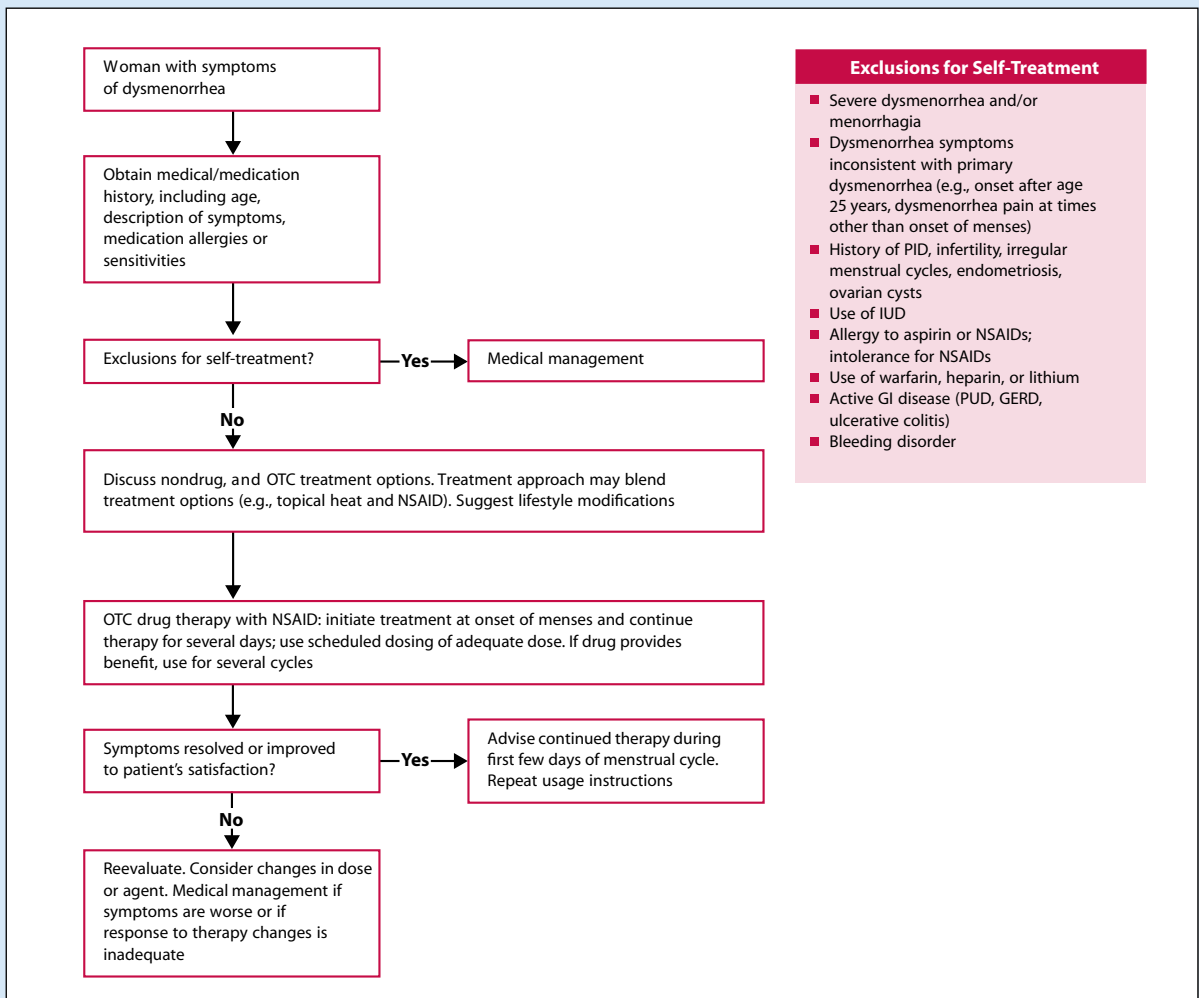 Woman with symptoms
of dysmenorrhea
Obtain medical/medication
history, including age,
description of symptoms,
medication allergies or
sensitivities
Exclusions for self-treatment?
Yes
Medical management
No
Discuss nondrug, and OTC treatment options. Treatment approach may blend
treatment options (e.g., topical heat and NSAID). Suggest lifestyle modifications
OTC drug therapy with NSAID: initiate treatment at onset of menses and continue
therapy for several days; use scheduled dosing of adequate dose. If drug provides
benefit, use for several cycles
Symptoms resolved or improved
to patient's satisfaction?
Yes
Advise continued therapy during
first few days of menstrual cycle.
Repeat usage instructions
No
Reevaluate. Consider changes in dose
or agent. Medical management if
symptoms are worse or if
response to therapy changes is
inadequate
Exclusions for Self-Treatment
■ Severe dysmenorrhea and/or
menorrhagia
■ Dysmenorrhea symptoms
inconsistent with primary
dysmenorrhea (e.g., onset after age
25 years, dysmenorrhea pain at times
other than onset of menses)
■ History of PID, infertility, irregular
menstrual cycles, endometriosis,
ovarian cysts
■ Use of IUD
■ Allergy to aspirin or NSAIDs;
intolerance for NSAIDs
■ Use of warfarin, heparin, or lithium
■ Active GI disease (PUD, GERD,
ulcerative colitis)
■ Bleeding disorder